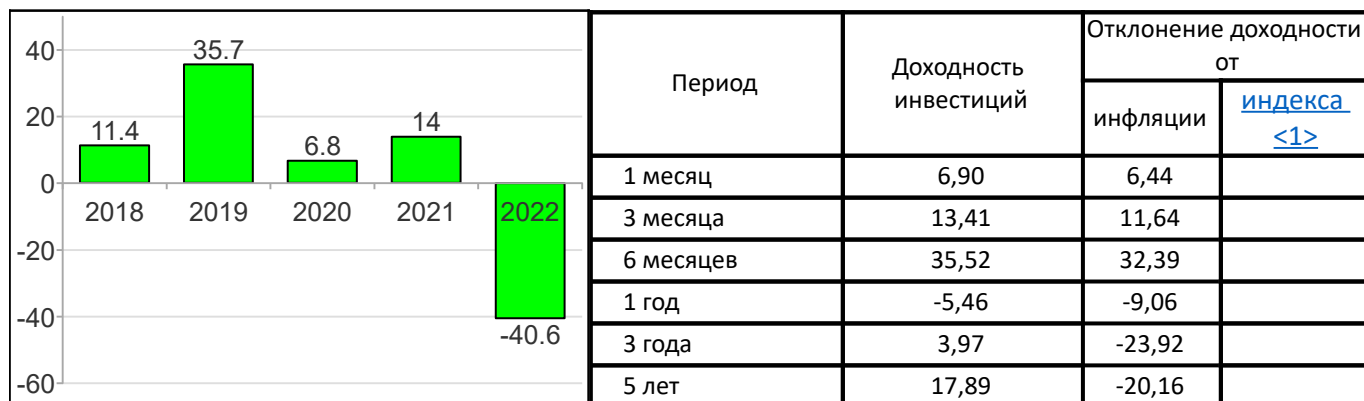 40
20
0
-20
-40
-60
11.4
35.7
6.8
14
-40.6
2018
2019
2020
2021
2022
Период
Доходность
инвестиций
Отклонение доходности
от
инфляции
индекса
<1>
1 месяц 6,90 6,44
3 месяца 13,41 11,64
6 месяцев 35,52 32,39
1 год -5,46 -9,06
3 года 3,97 -23,92
5 лет 17,89 -20,16